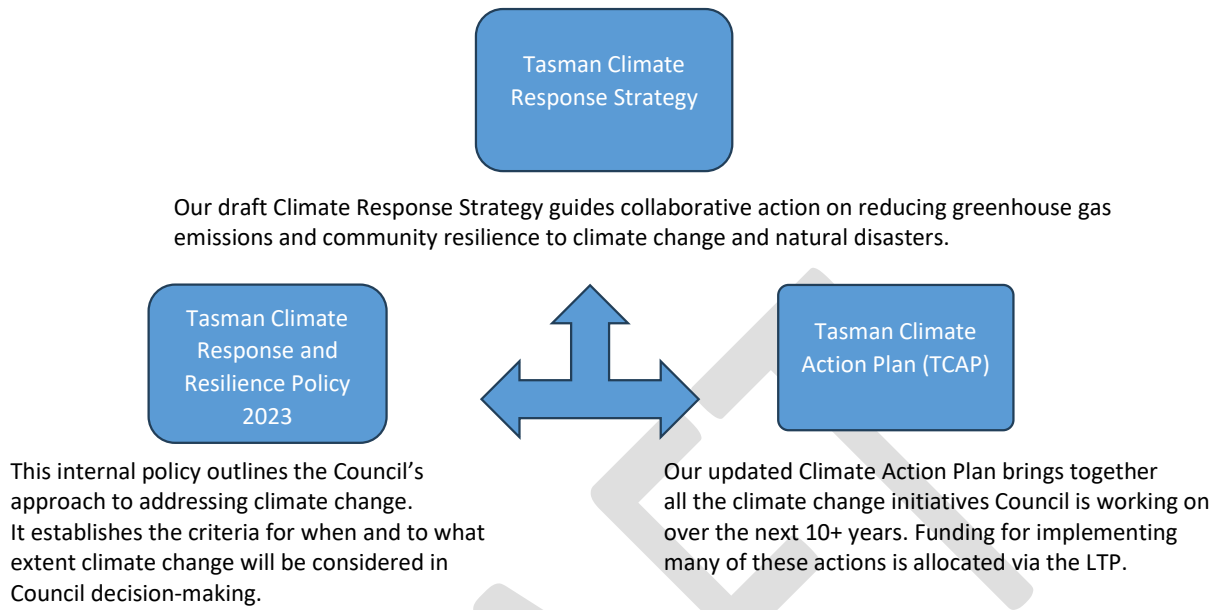 Tasman Climate
Response Strategy
Our draft Climate Response Strategy guides collaborative action on reducing greenhouse gas
emissions and community resilience to climate change and natural disasters.
Tasman Climate
Response and
Resilience Policy
2023
Tasman Climate
Action Plan (TCAP)
This internal policy outlines the Council’s
approach to addressing climate change.
It establishes the criteria for when and to what
extent climate change will be considered in
Council decision-making.
Our updated Climate Action Plan brings together
all the climate change initiatives Council is working on
over the next 10+ years. Funding for implementing
many of these actions is allocated via the LTP.